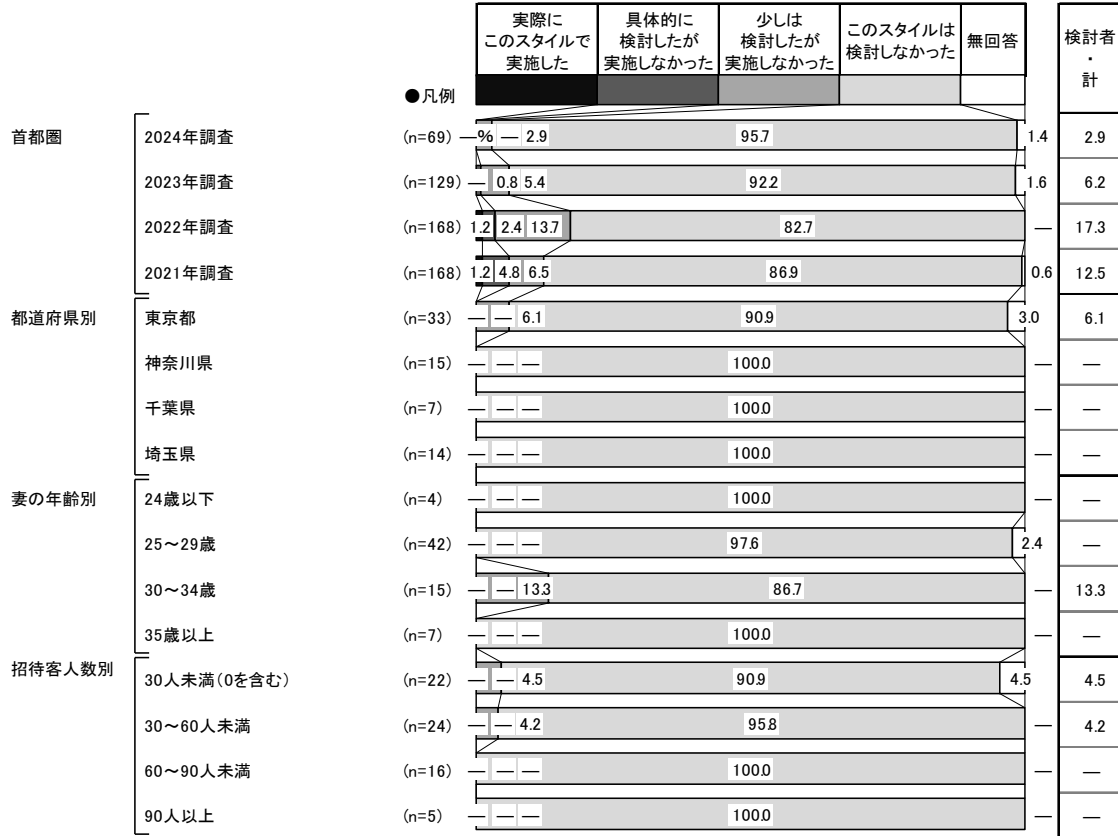 実際に
このスタイルで
実施した
具体的に
検討したが
実施しなかった
少しは
検討したが
実施しなかった
このスタイルは
検討しなかった
無回答
検討者
・
計
●凡例
首都圏
2024年調査 (n=69) — % — 2.9 95.7 1.4 2.9
2023年調査 (n=129) — 0.8 5.4 92.2 1.6 6.2
2022年調査 (n=168) 1.2 2.4 13.7 82.7 — 17.3
2021年調査 (n=168) 1.2 4.8 6.5 86.9 0.6 12.5
都道府県別
東京都 (n=33) — — 6.1 90.9 3.0 6.1
神奈川県 (n=15) — — — 100.0 — —
千葉県 (n=7) — — — 100.0 — —
埼玉県 (n=14) — — — 100.0 — —
妻の年齢別
24歳以下 (n=4) — — — 100.0 — —
25～29歳 (n=42) — — — 97.6 2.4 —
30～34歳 (n=15) — — 13.3 86.7 — 13.3
35歳以上 (n=7) — — — 100.0 — —
招待客人数別
30人未満（0を含む） (n=22) — — 4.5 90.9 4.5 4.5
30～60人未満 (n=24) — — 4.2 95.8 — 4.2
60～90人未満 (n=16) — — — 100.0 — —
90人以上 (n=5) — — — 100.0 — —